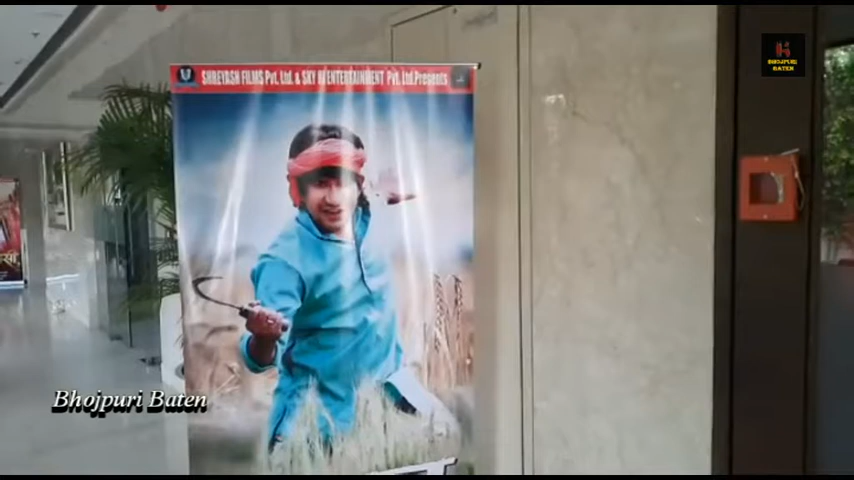 SHREYASH FILMS Pvt. Ltd. & SKY H ENTERTAINMENT Pvt. Ltd. Presents
BHOJPURI
BATEN
Bhojpuri Baten